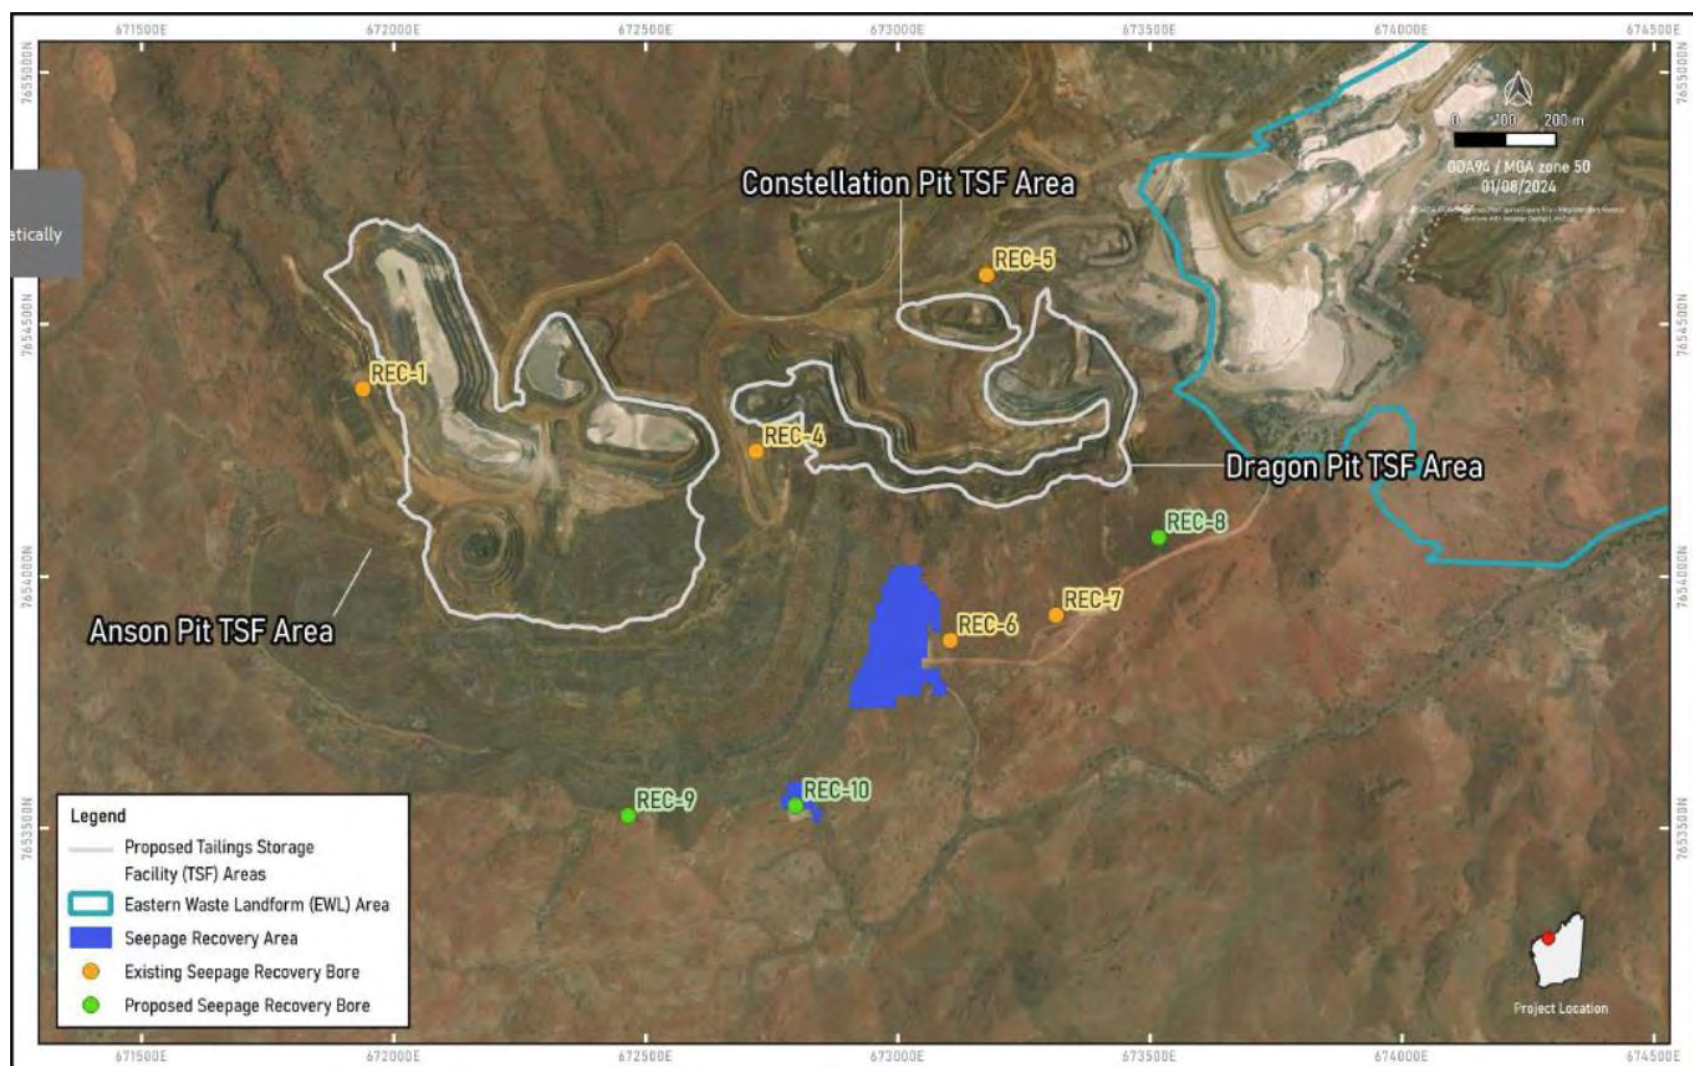 671500E 672000E 672500E 673000E 673500E 674000E 674500E
7655000N
7655000N
0 100 200 m
GDA94 / MGA zone 50
01/08/2024
Constellation Pit TSF Area
atically
REC-5
7654500N
7654500N
REC-1
REC-4
Dragon Pit TSF Area
REC-8
7654000N
7654000N
REC-7
REC-6
Anson Pit TSF Area
REC-10
REC-9
7653500N
7653500N
Legend
Proposed Tailings Storage
Facility (TSF) Areas
Eastern Waste Landform (EWL) Area
Seepage Recovery Area
Existing Seepage Recovery Bore
Proposed Seepage Recovery Bore
Project Location
671500E 672000E 672500E 673000E 673500E 674000E 674500E